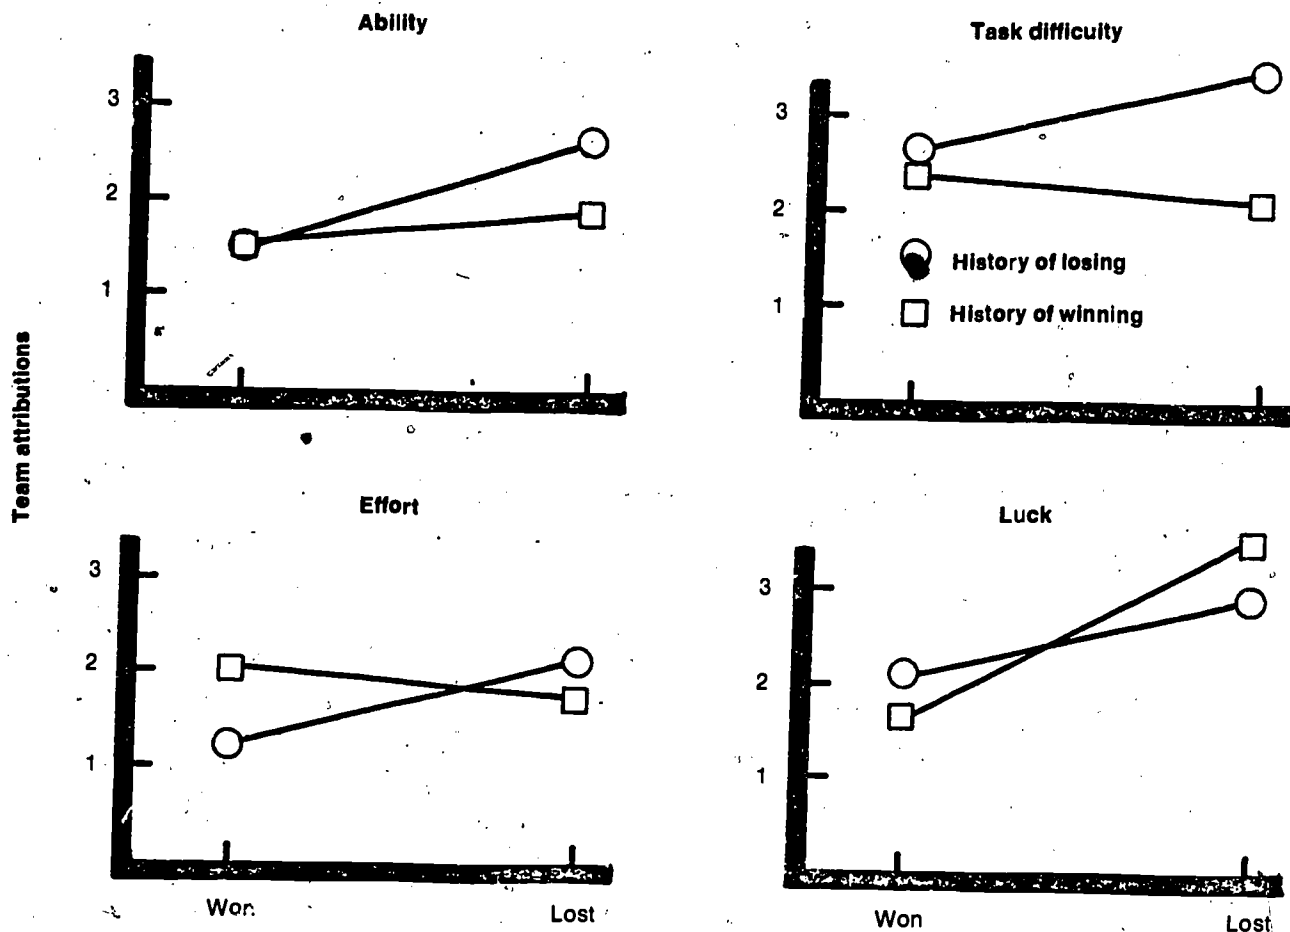 Ability
3
2
1
Task difficulty
3
2
1
History of losing
History of winning
Team attributions
Effort
3
2
1
Won
Lost
Luck
3
2
1
Won
Lost